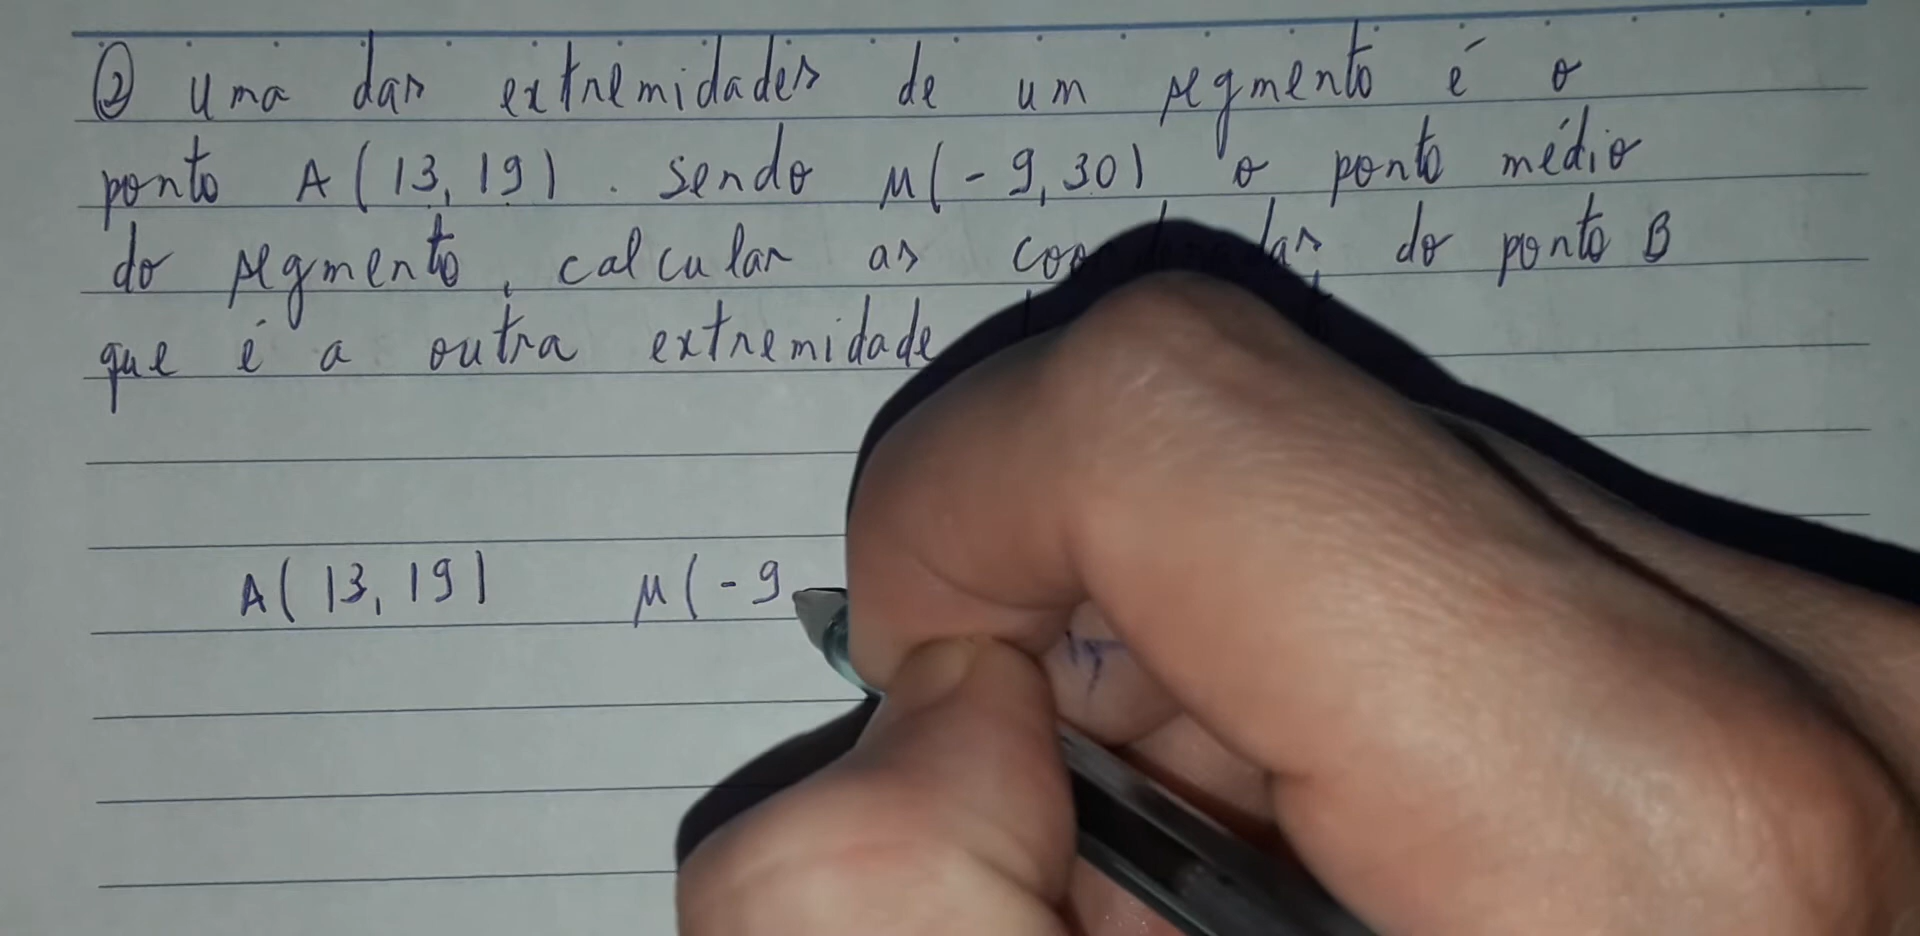 ② Uma das extremidades de um segmento é o
ponto A(13,19). Sendo M(-9,30) o ponto médio
do segmento, calcular as do ponto B
que é a outra extremidade
A(13,19) M(-9